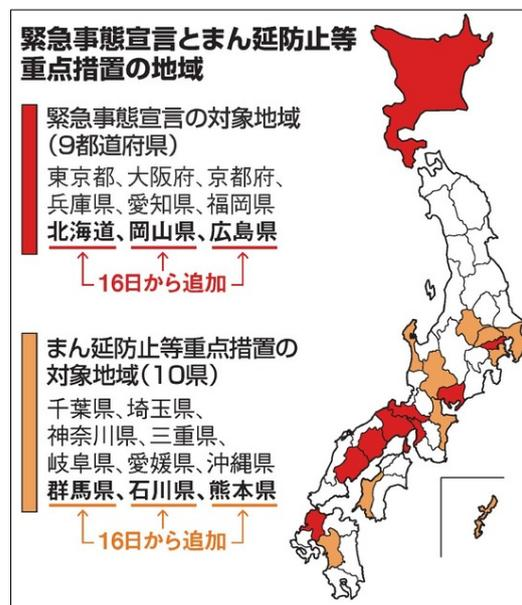 緊急事態宣言とまん延防止等
重点措置の地域
緊急事態宣言の対象地域
(9都道府県)
東京都、大阪府、京都府、
兵庫県、愛知県、福岡県
北海道、岡山県、広島県
16日から追加
まん延防止等重点措置の
対象地域(10県)
千葉県、埼玉県、
神奈川県、三重県、
岐阜県、愛媛県、沖縄県
群馬県、石川県、熊本県
16日から追加